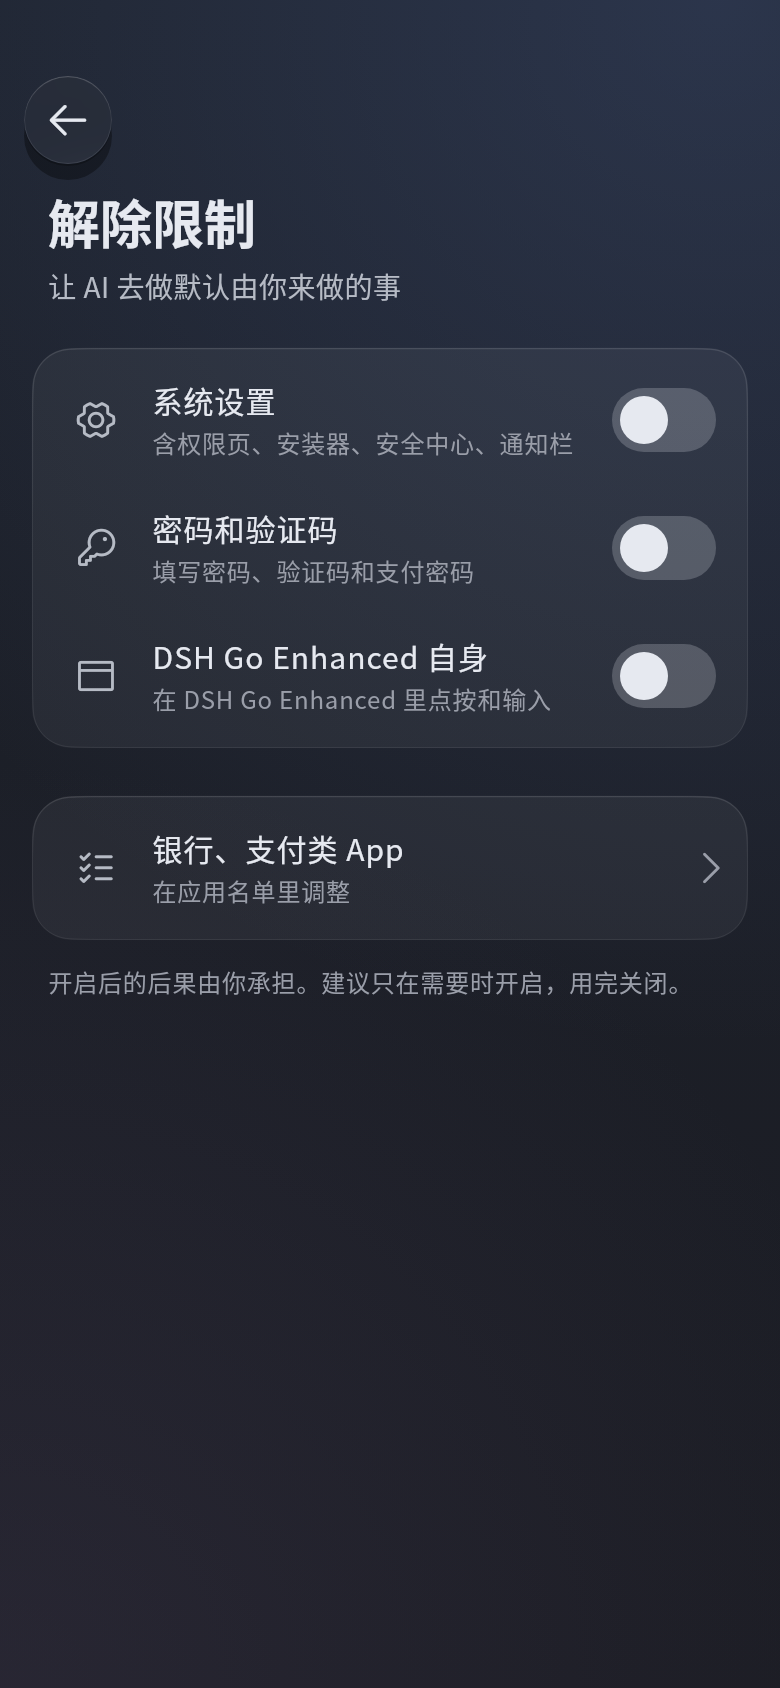 解除限制
让 AI 去做默认由你来做的事
系统设置
含权限页、安装器、安全中心、通知栏
密码和验证码
填写密码、验证码和支付密码
DSH Go Enhanced 自身
在 DSH Go Enhanced 里点按和输入
银行、支付类 App
在应用名单里调整
开启后的后果由你承担。建议只在需要时开启，用完关闭。